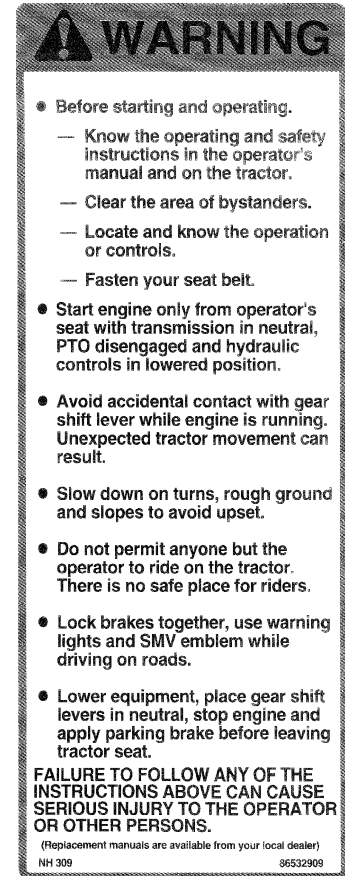 WARNING
● Before starting and operating.
— Know the operating and safety
instructions in the operator's
manual and on the tractor.
— Clear the area of bystanders.
— Locate and know the operation
or controls.
— Fasten your seat belt.
● Start engine only from operator's
seat with transmission in neutral,
PTO disengaged and hydraulic
controls in lowered position.
● Avoid accidental contact with gear
shift lever while engine is running.
Unexpected tractor movement can
result.
● Slow down on turns, rough ground
and slopes to avoid upset.
● Do not permit anyone but the
operator to ride on the tractor.
There is no safe place for riders.
● Lock brakes together, use warning
lights and SMV emblem while
driving on roads.
● Lower equipment, place gear shift
levers in neutral, stop engine and
apply parking brake before leaving
tractor seat.
FAILURE TO FOLLOW ANY OF THE
INSTRUCTIONS ABOVE CAN CAUSE
SERIOUS INJURY TO THE OPERATOR
OR OTHER PERSONS.
(Replacement manuals are available from your local dealer)
NH 309 86532909